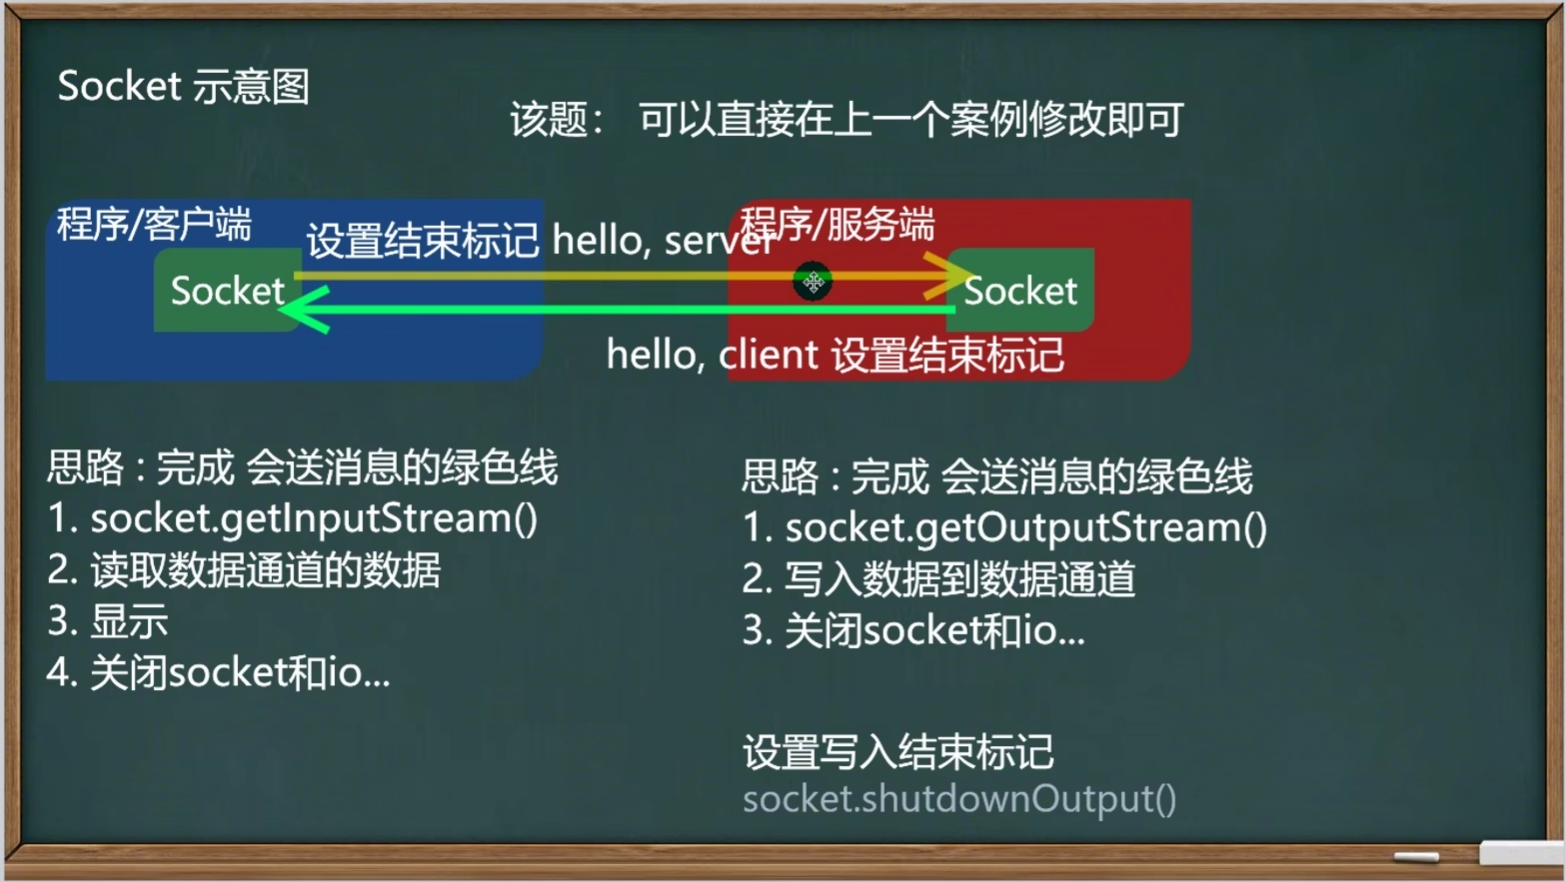 Socket 示意图
该题： 可以直接在上一个案例修改即可
程序/客户端
设置结束标记 hello, server
程序/服务端
Socket
Socket
hello, client 设置结束标记
思路 : 完成 会送消息的绿色线
1. socket.getInputStream()
2. 读取数据通道的数据
3. 显示
4. 关闭socket和io...
思路 : 完成 会送消息的绿色线
1. socket.getOutputStream()
2. 写入数据到数据通道
3. 关闭socket和io...
设置写入结束标记
socket.shutdownOutput()